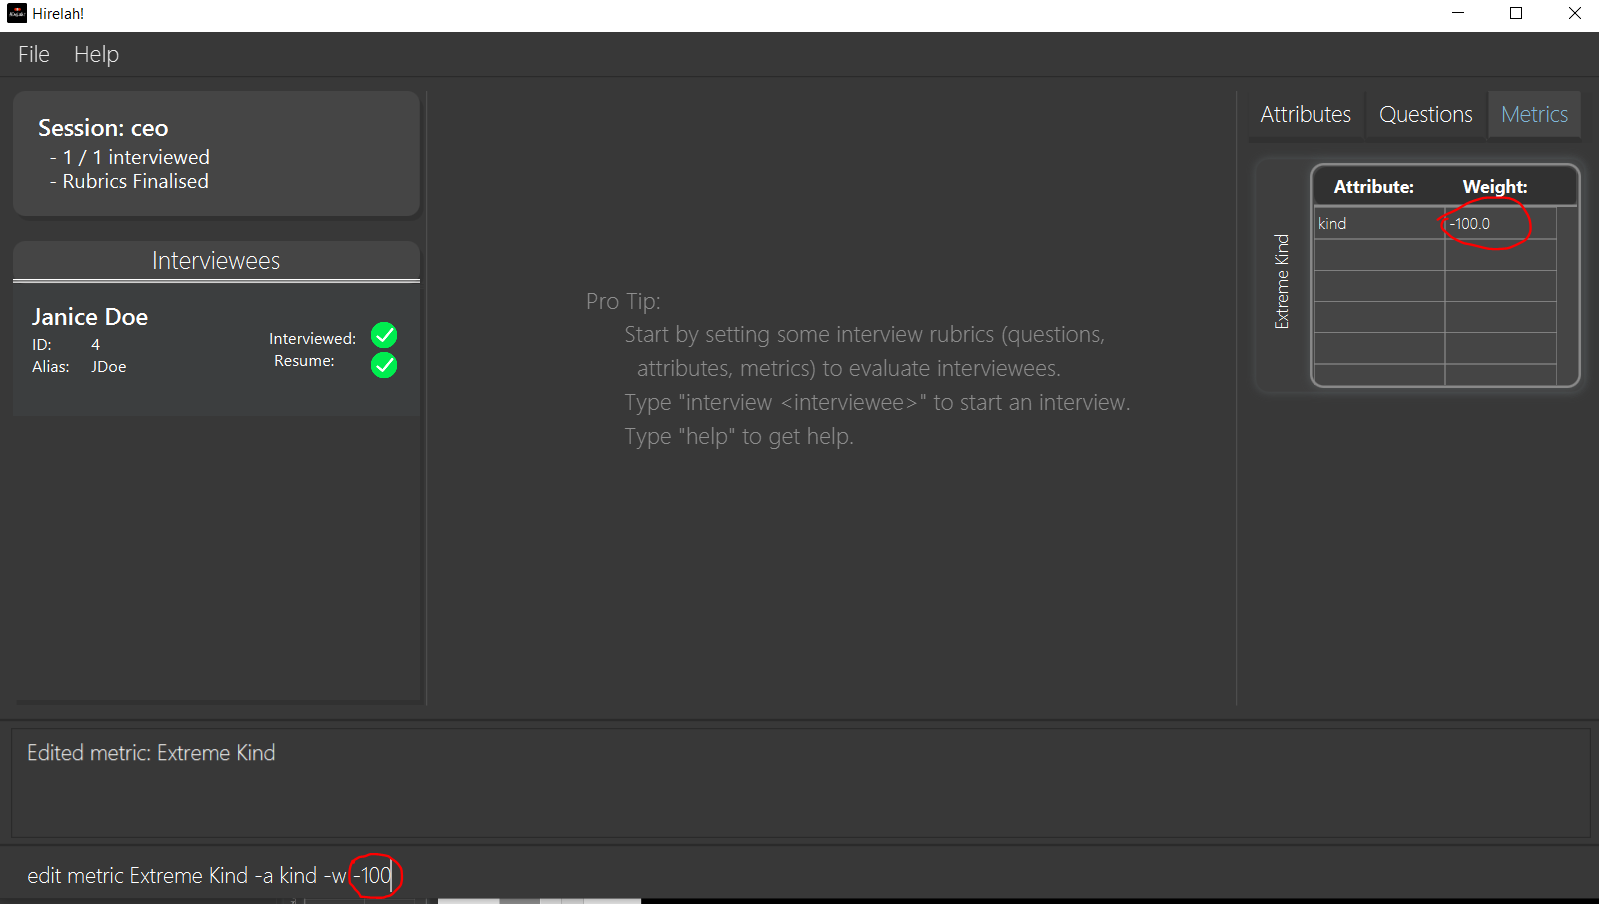 Hirelah!
File Help
Session: ceo
- 1 / 1 interviewed
- Rubrics Finalised
Interviewees
Janice Doe
ID: 4
Alias: JDoe
Interviewed:
Resume:
Pro Tip:
Start by setting some interview rubrics (questions,
attributes, metrics) to evaluate interviewees.
Type "interview <interviewee>" to start an interview.
Type "help" to get help.
Attributes Questions Metrics
Extreme Kind
Attribute: Weight:
kind -100.0
Edited metric: Extreme Kind
edit metric Extreme Kind -a kind -w -100